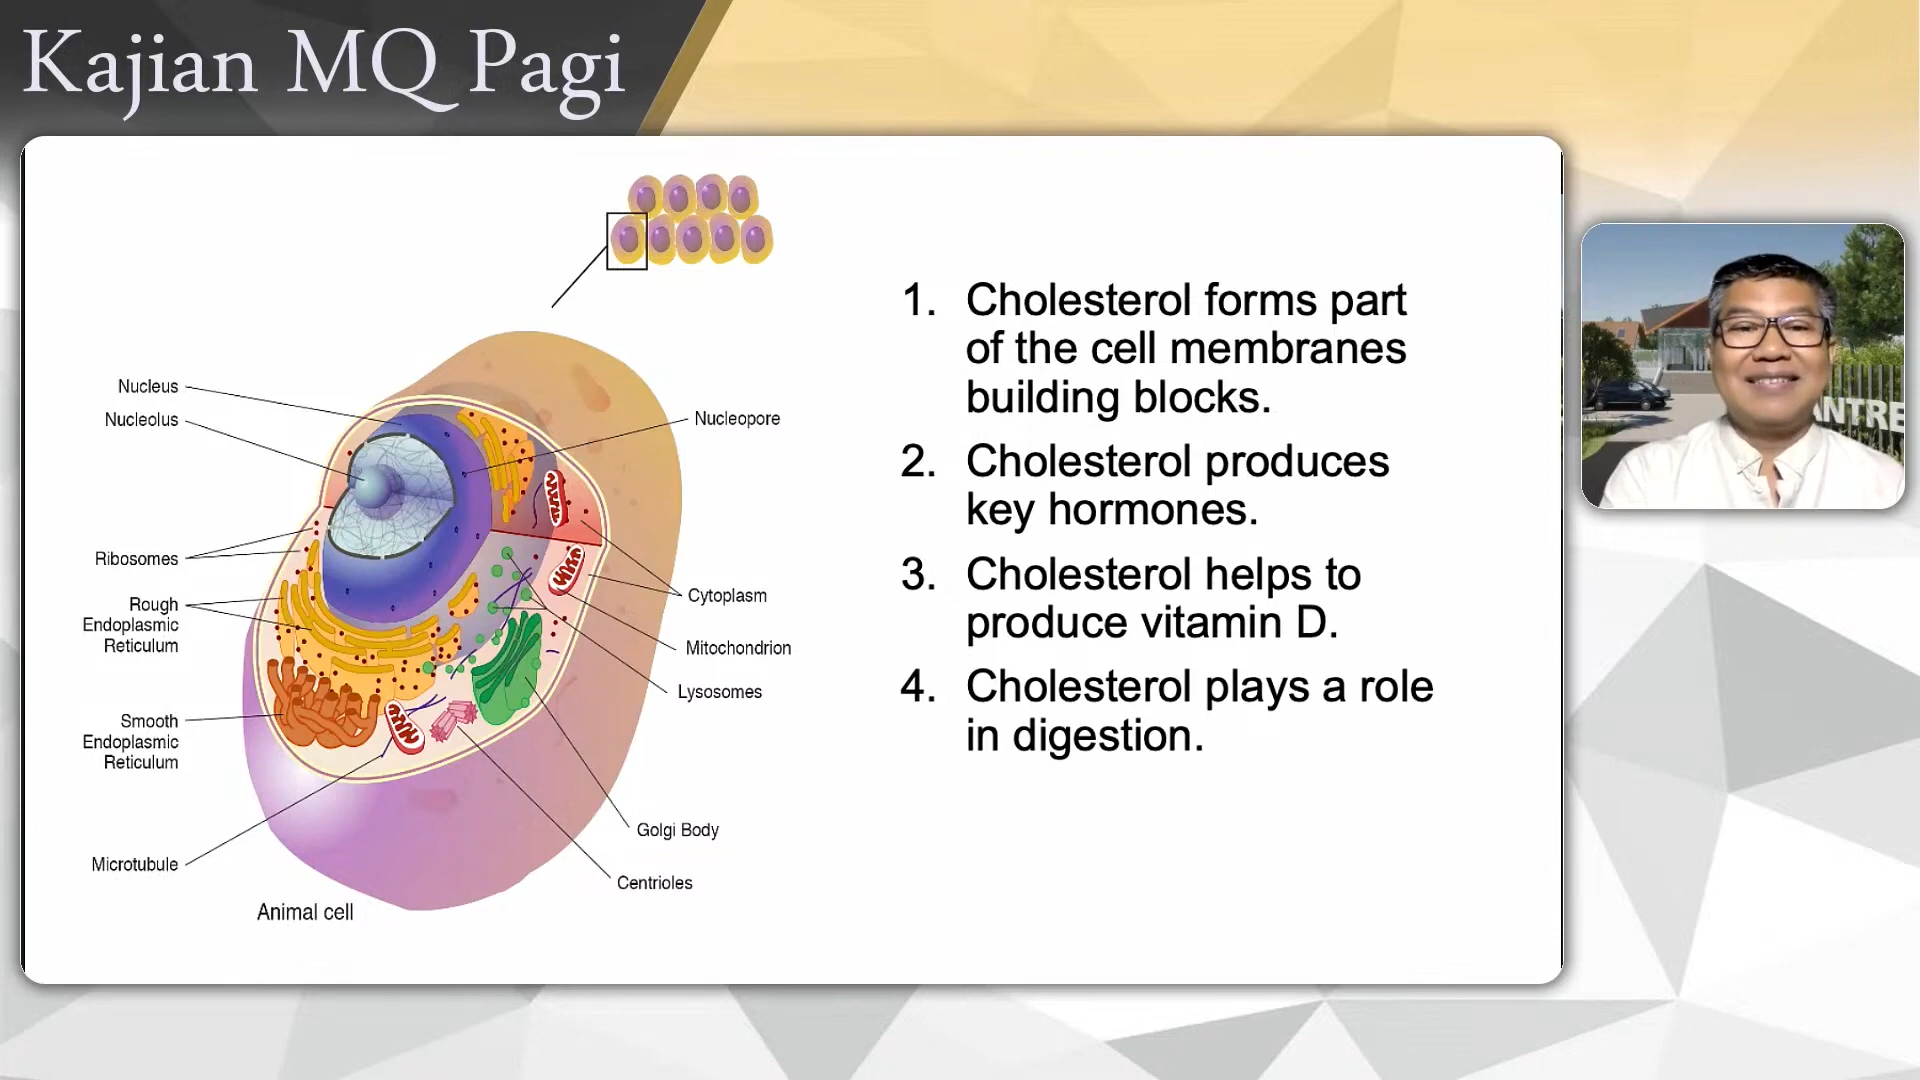 Kajian MQ Pagi
Nucleus
Nucleolus
Ribosomes
Rough
Endoplasmic
Reticulum
Smooth
Endoplasmic
Reticulum
Microtubule
Animal cell
Nucleopore
Cytoplasm
Mitochondrion
Lysosomes
Golgi Body
Centrioles
1. Cholesterol forms part
of the cell membranes
building blocks.
2. Cholesterol produces
key hormones.
3. Cholesterol helps to
produce vitamin D.
4. Cholesterol plays a role
in digestion.
ANTRE